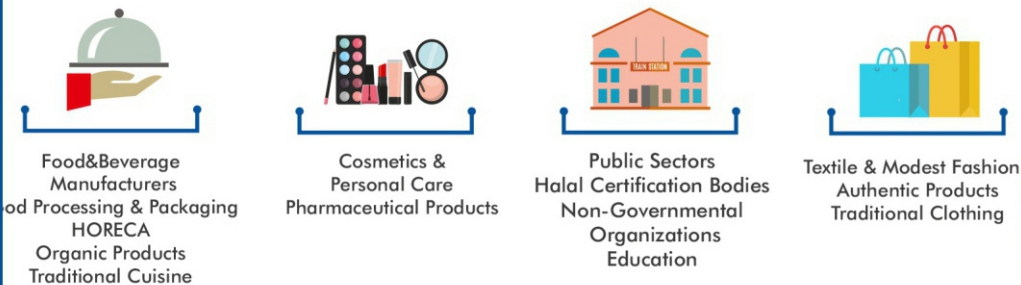 Food&Beverage
Manufacturers
ood Processing & Packaging
HORECA
Organic Products
Traditional Cuisine
Cosmetics &
Personal Care
Pharmaceutical Products
TRAIN STATION
Public Sectors
Halal Certification Bodies
Non-Governmental
Organizations
Education
Textile & Modest Fashion
Authentic Products
Traditional Clothing